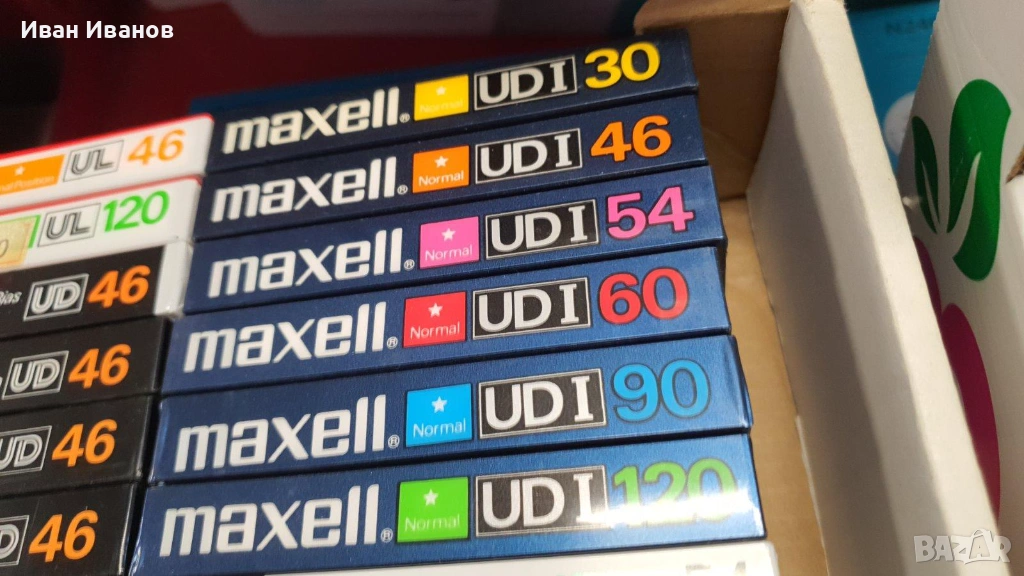 Иван Иванов
maxell® Normal UD I 30
maxell® Normal UD I 46
maxell® Normal UD I 54
maxell® Normal UD I 60
maxell® Normal UD I 90
maxell® Normal UD I 120
UL 46
UL 120
UD 46
UD 46
UD 46
46
BAZAR